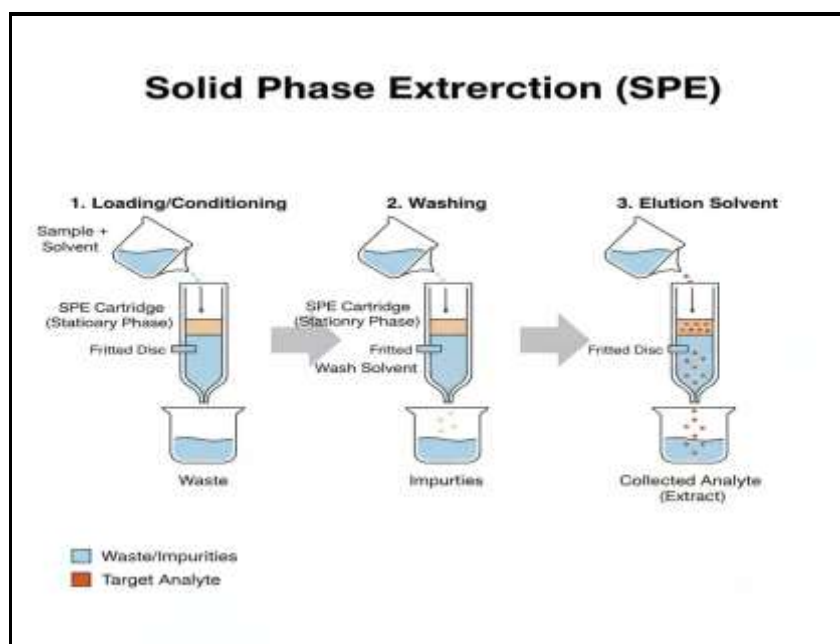 Solid Phase Extrerction (SPE)
1. Loading/Conditioning
2. Washing
3. Elution Solvent
Sample +
Solvent
SPE Cartridge
(Statioary Phase)
Fritted Disc
Waste
SPE Cartridge
(Stationry Phase)
Fritted
Wash Solvent
Impurties
Fritted Disc
Collected Analyte
(Extract)
Waste/Impurities
Target Analyte